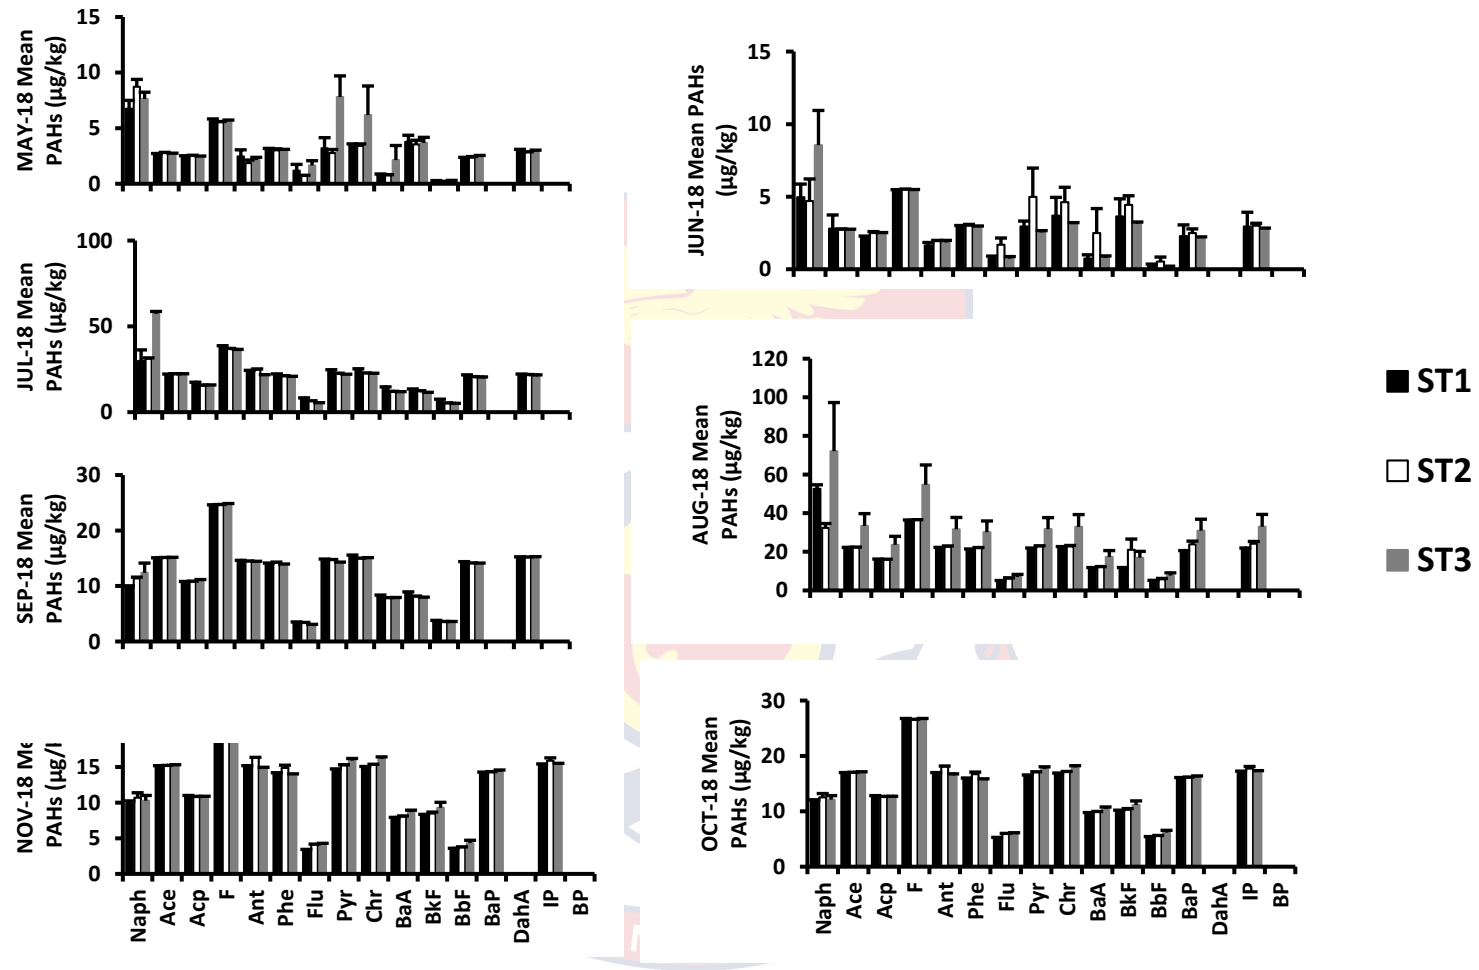 MAY-18 Mean
PAHs (µg/kg)
15
10
5
0
JUN-18 Mean PAHs
(µg/kg)
15
10
5
0
JUL-18 Mean
PAHs (µg/kg)
100
50
0
AUG-18 Mean
PAHs (µg/kg)
120
100
80
60
40
20
0
ST1
ST2
ST3
SEP-18 Mean
PAHs (µg/kg)
30
20
10
0
NOV-18
PAHs
15
10
5
0
Naph
Ace
Acp
F
Ant
Phe
Flu
Pyr
Chr
BaA
BkF
BbF
BaP
DahA
IP
BP
OCT-18 Mean
PAHs (µg/kg)
30
20
10
0
Naph
Ace
Acp
F
Ant
Phe
Flu
Pyr
Chr
BaA
BkF
BbF
BaP
DahA
IP
BP